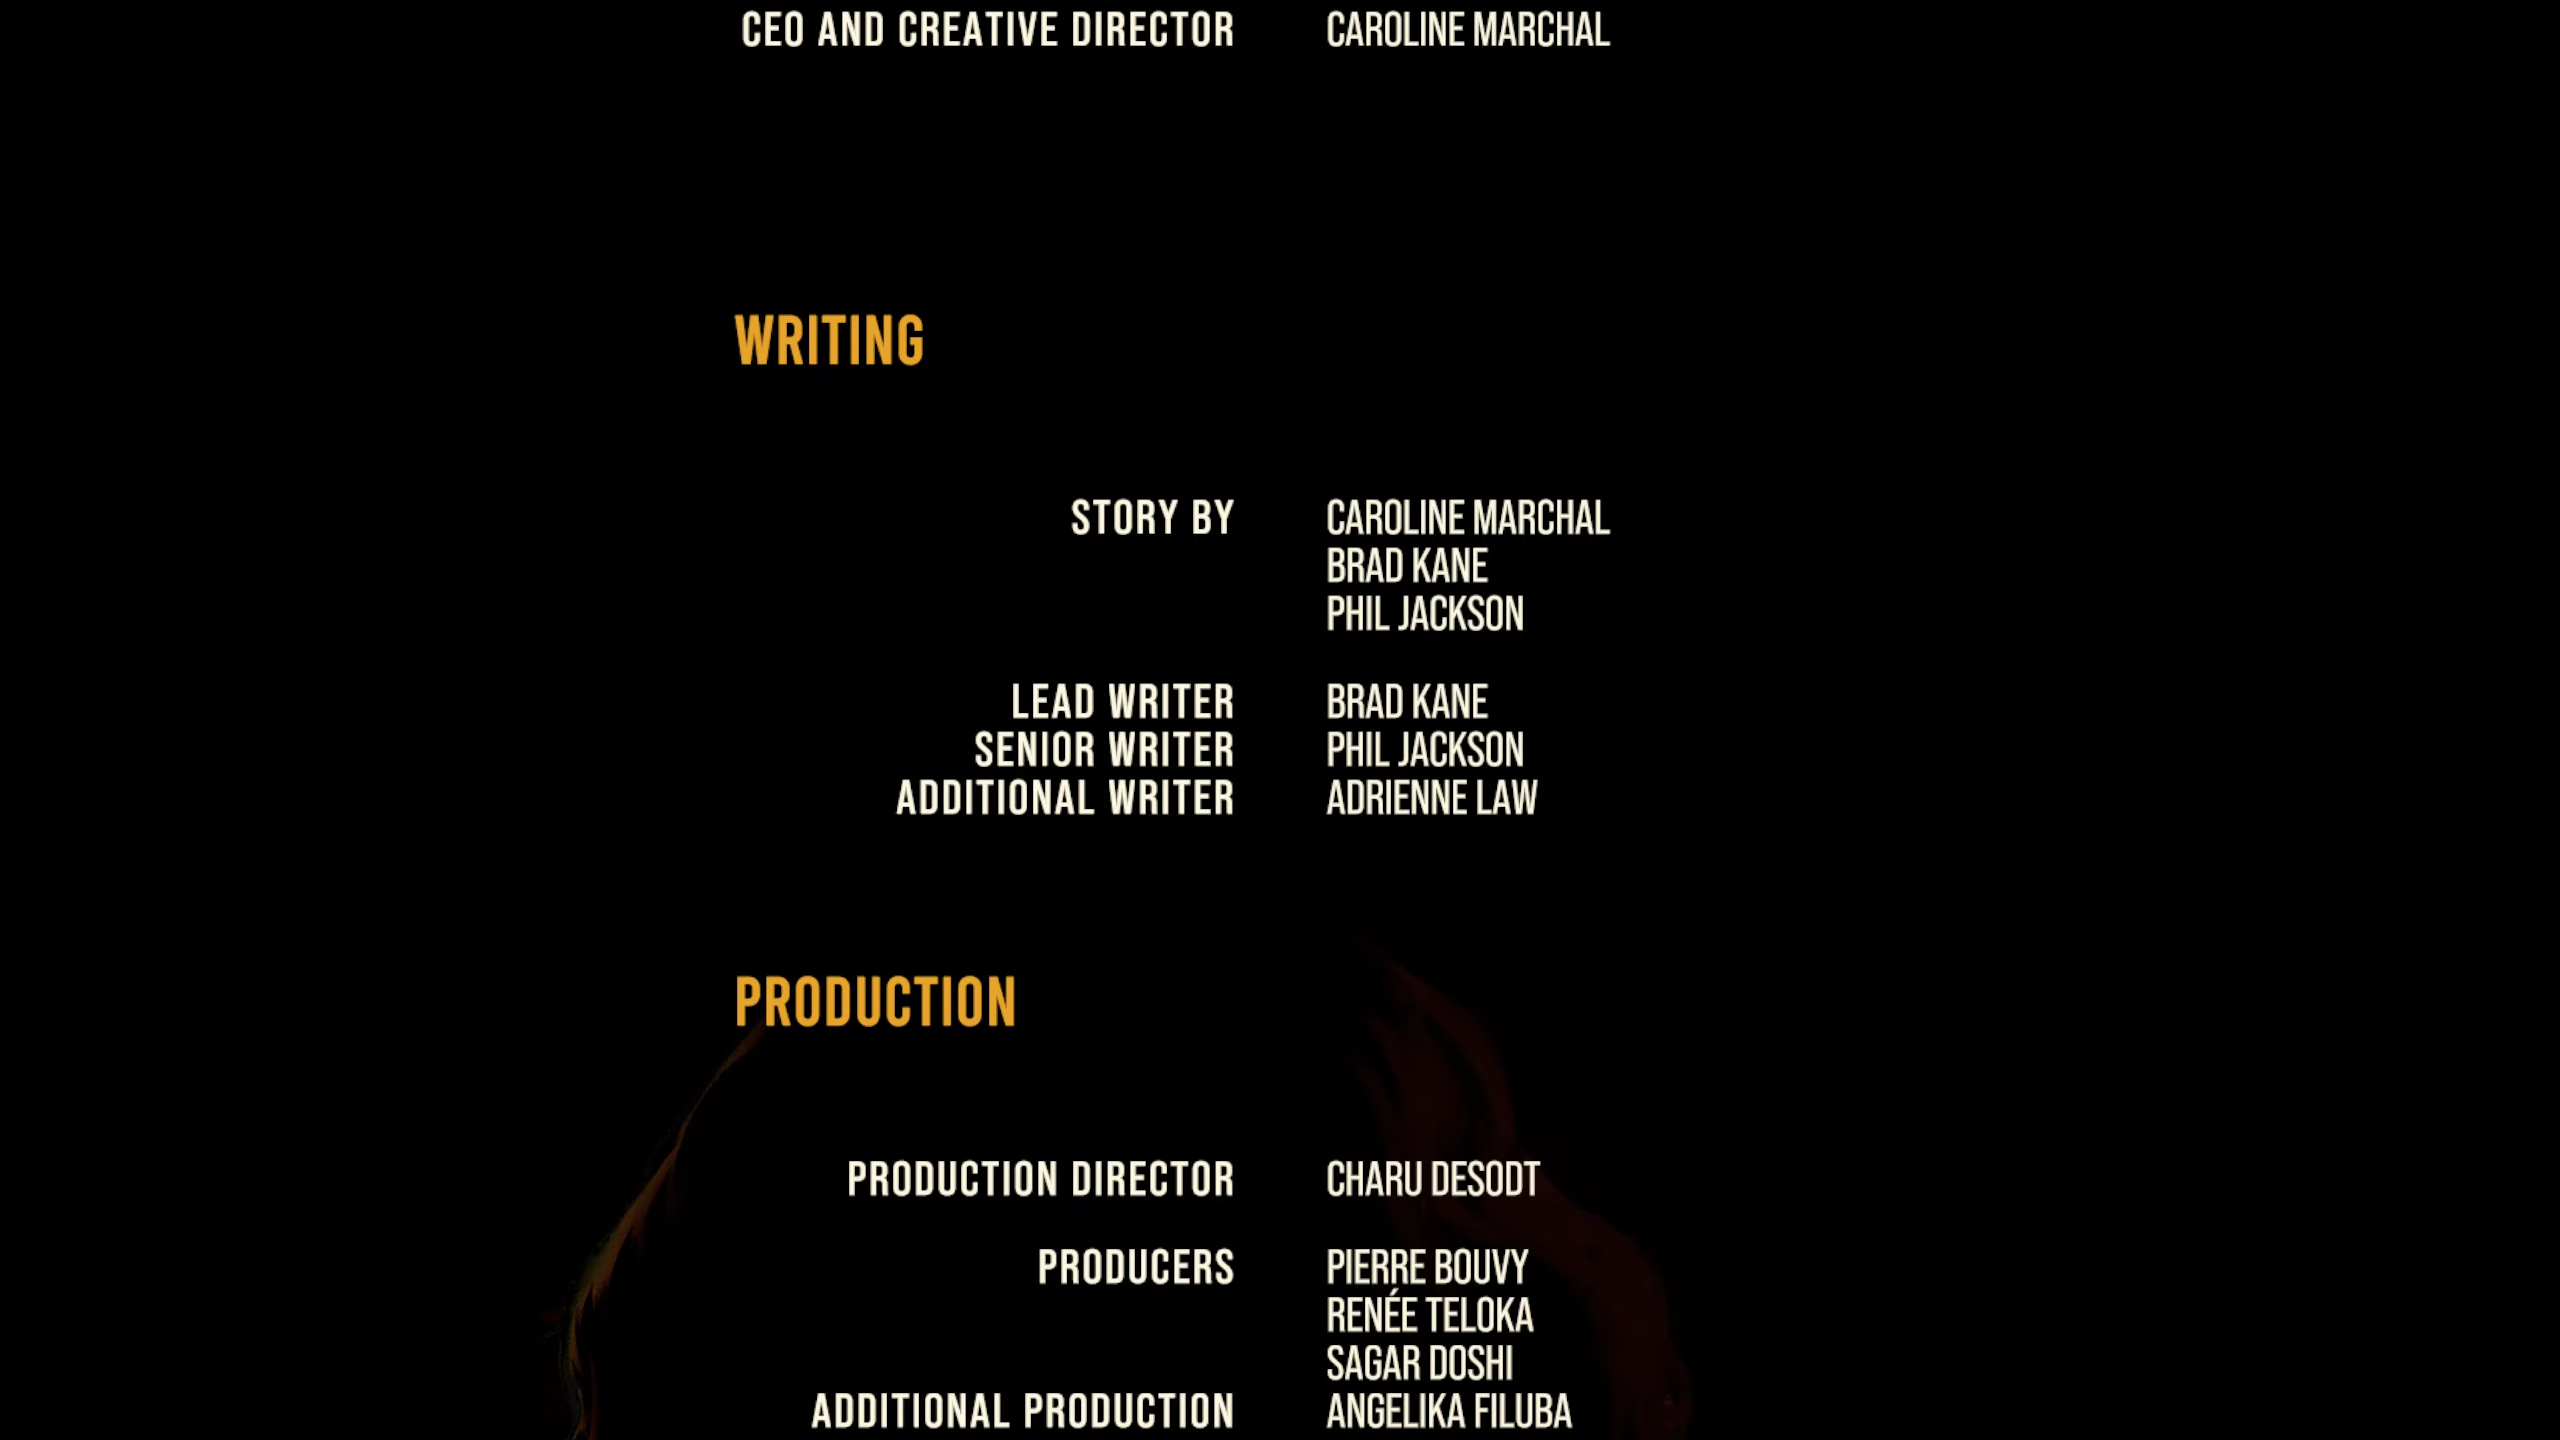 CEO AND CREATIVE DIRECTOR CAROLINE MARCHAL
WRITING
STORY BY CAROLINE MARCHAL
BRAD KANE
PHIL JACKSON
LEAD WRITER BRAD KANE
SENIOR WRITER PHIL JACKSON
ADDITIONAL WRITER ADRIENNE LAW
PRODUCTION
PRODUCTION DIRECTOR CHARU DESODT
PRODUCERS PIERRE BOUVY
RENÉE TELOKA
SAGAR DOSHI
ADDITIONAL PRODUCTION ANGELIKA FILUBA